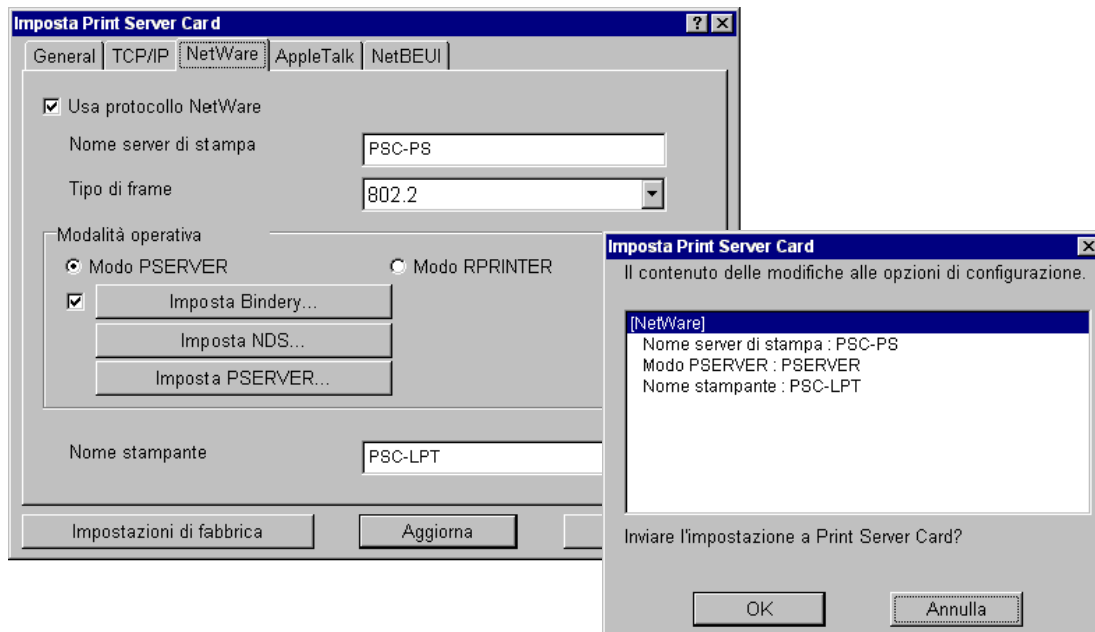 Imposta Print Server Card
General TCP/IP NetWare AppleTalk NetBEUI
Usa protocollo NetWare
Nome server di stampa PSC-PS
Tipo di frame 802.2
Modalità operativa
Modo PSERVER Modo RPRINTER
Imposta Bindery...
Imposta NDS...
Imposta PSERVER...
Nome stampante PSC-LPT
Impostazioni di fabbrica Aggiorna
Imposta Print Server Card
Il contenuto delle modifiche alle opzioni di configurazione.
[NetWare]
Nome server di stampa : PSC-PS
Modo PSERVER : PSERVER
Nome stampante : PSC-LPT
Inviare l'impostazione a Print Server Card?
OK Annulla